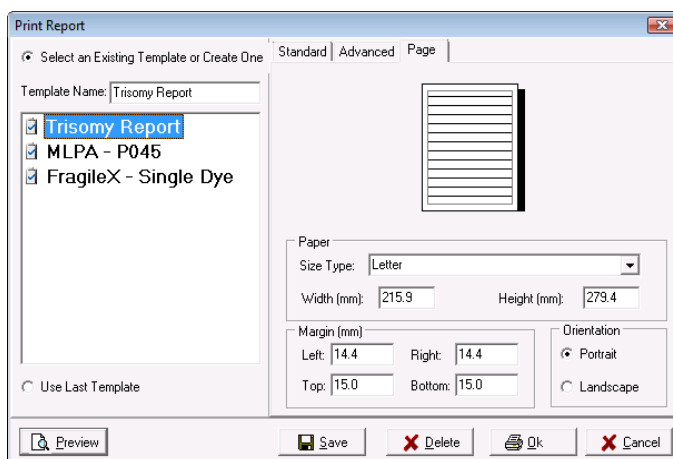 Print Report
Select an Existing Template or Create One
Template Name: Trisomy Report
Trisomy Report
MLPA - P045
FragileX - Single Dye
Use Last Template
Standard Advanced Page
Paper
Size Type: Letter
Width (mm): 215.9 Height (mm): 279.4
Margin (mm)
Left: 14.4 Right: 14.4
Top: 15.0 Bottom: 15.0
Orientation
Portrait
Landscape
Preview Save Delete Ok Cancel